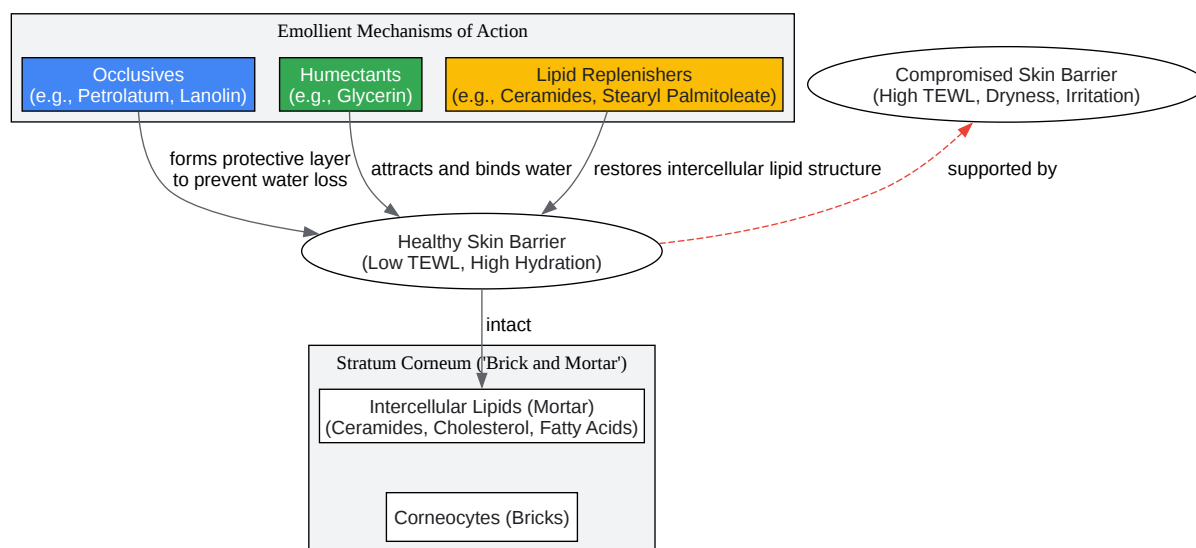 Emollient Mechanisms of Action
Occlusives
(e.g., Petrolatum, Lanolin)
Humectants
(e.g., Glycerin)
Lipid Replenishers
(e.g., Ceramides, Stearyl Palmitoleate)
Compromised Skin Barrier
(High TEWL, Dryness, Irritation)
forms protective layer
to prevent water loss
attracts and binds water
restores intercellular lipid structure
supported by
Healthy Skin Barrier
(Low TEWL, High Hydration)
intact
Stratum Corneum ('Brick and Mortar')
Intercellular Lipids (Mortar)
(Ceramides, Cholesterol, Fatty Acids)
Corneocytes (Bricks)